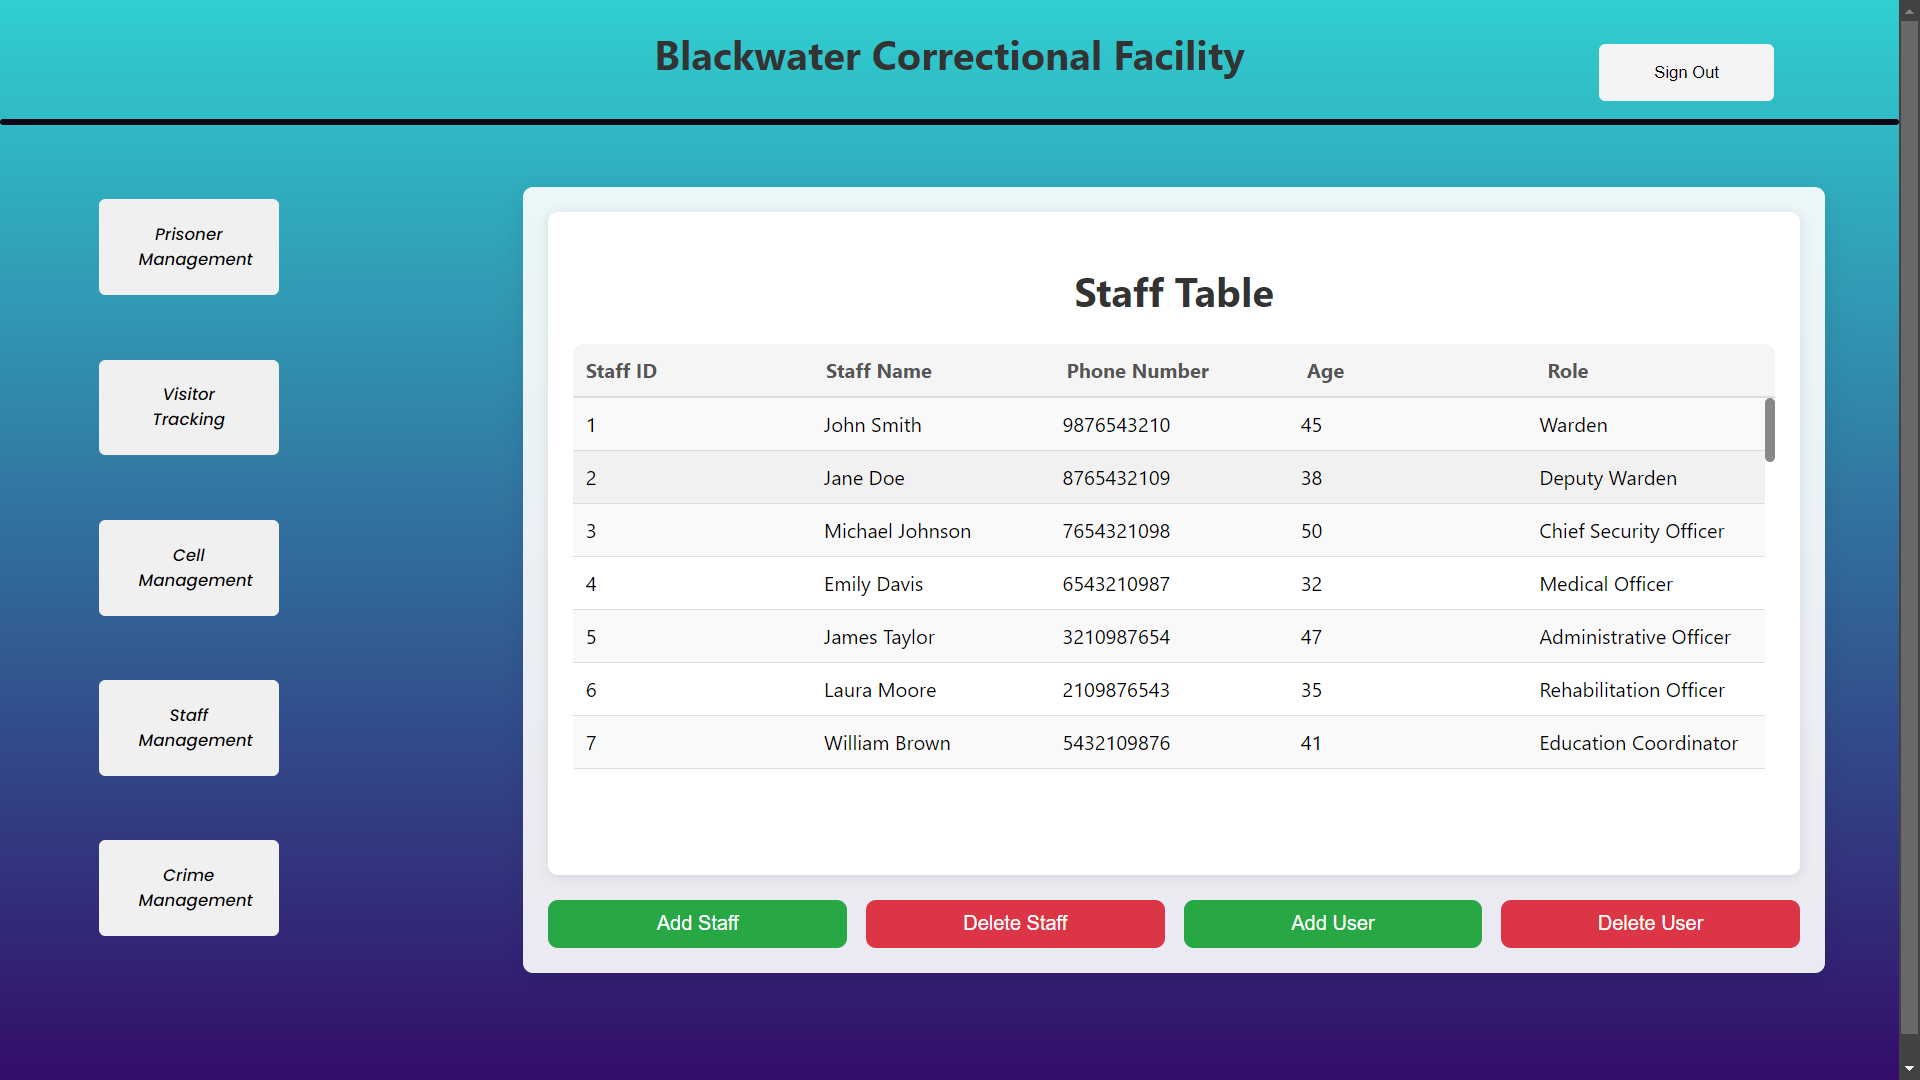 Blackwater Correctional Facility
Sign Out
Prisoner
Management
Visitor
Tracking
Cell
Management
Staff
Management
Crime
Management
Staff Table
Staff ID Staff Name Phone Number Age Role
1 John Smith 9876543210 45 Warden
2 Jane Doe 8765432109 38 Deputy Warden
3 Michael Johnson 7654321098 50 Chief Security Officer
4 Emily Davis 6543210987 32 Medical Officer
5 James Taylor 3210987654 47 Administrative Officer
6 Laura Moore 2109876543 35 Rehabilitation Officer
7 William Brown 5432109876 41 Education Coordinator
Add Staff Delete Staff Add User Delete User